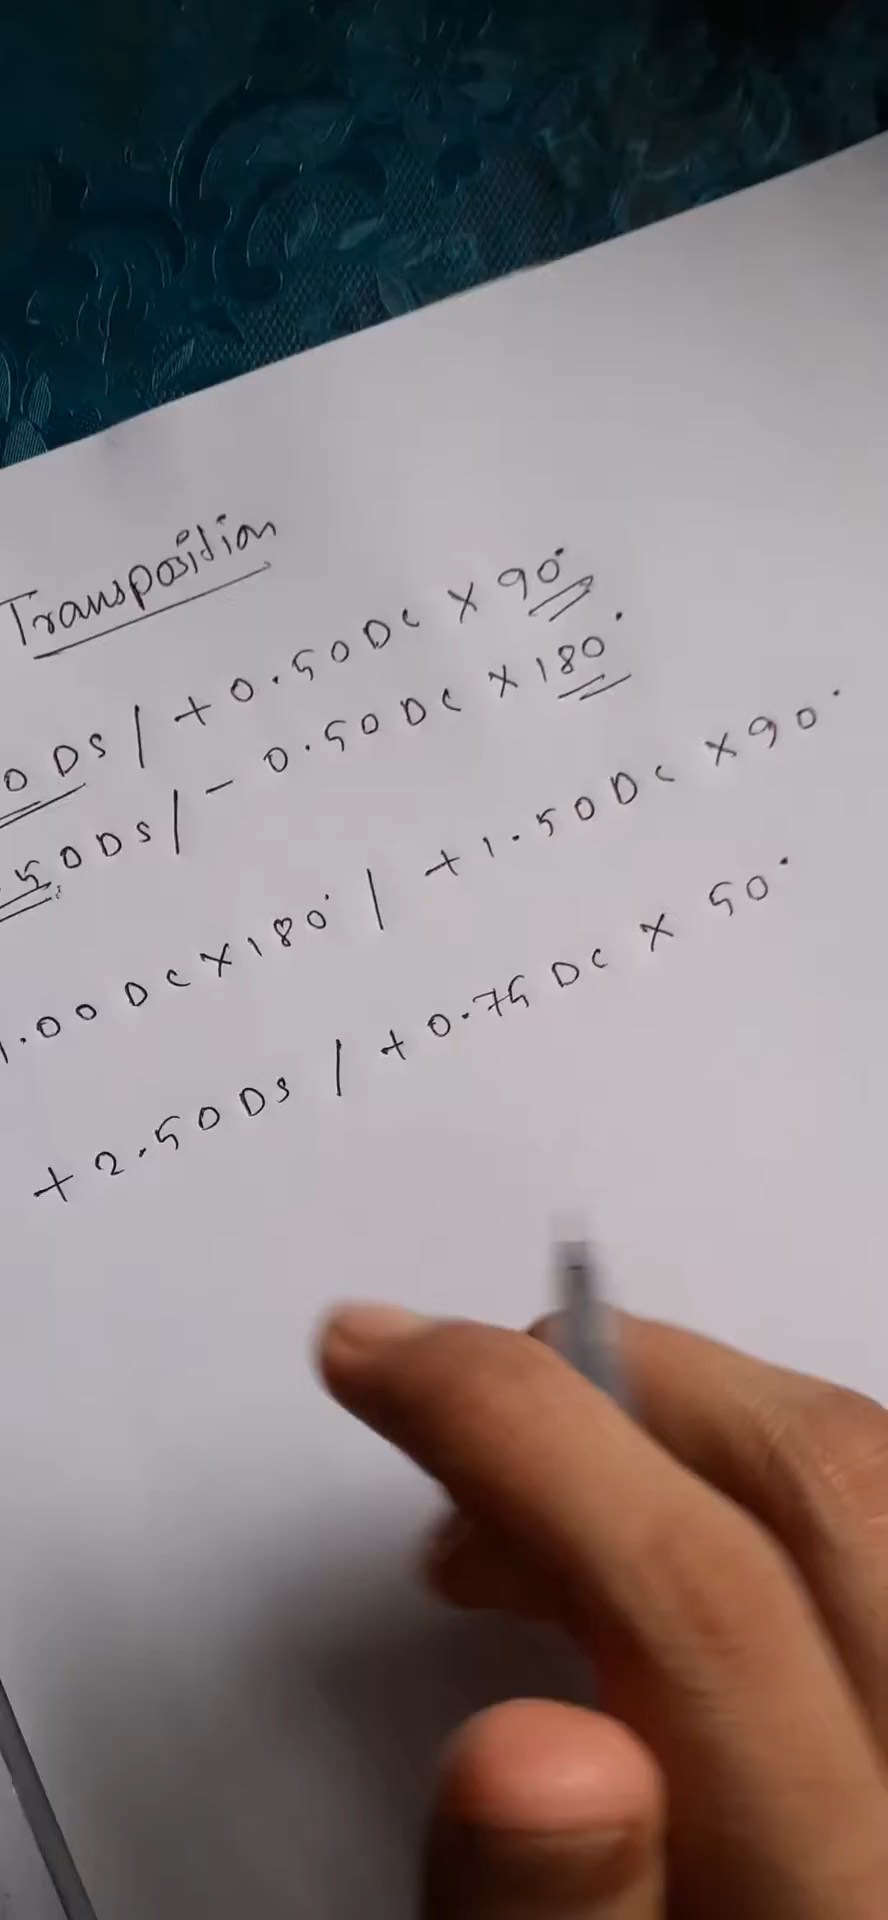 Transposition
0 DS / + 0.50 DC X 90°
.50 DS / - 0.50 DC X 180°
1.00 DC X 180° / + 1.50 DC X 90°
+ 2.50 DS / + 0.75 DC X 50°